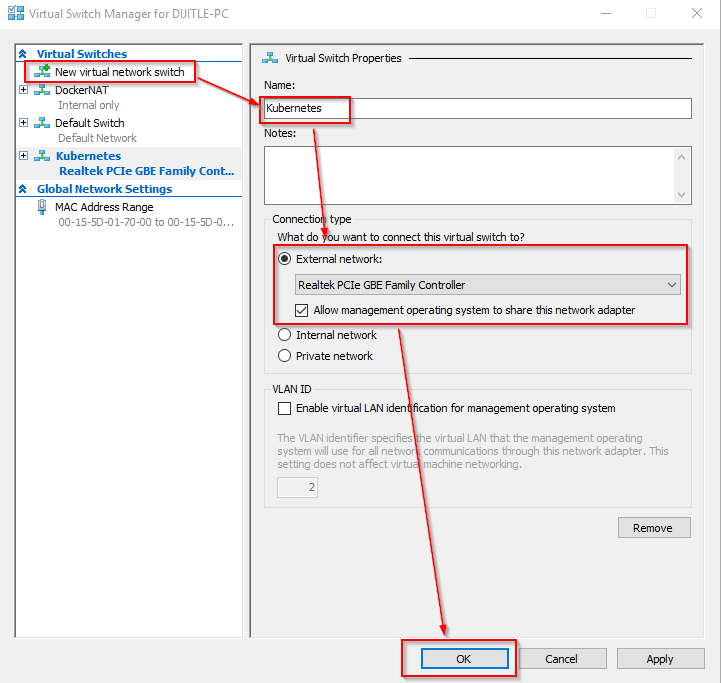 Virtual Switch Manager for DIJITLE-PC
Virtual Switches
New virtual network switch
DockerNAT
Internal only
Default Switch
Default Network
Kubernetes
Realtek PCIe GBE Family Cont...
Global Network Settings
MAC Address Range
00-15-5D-01-70-00 to 00-15-5D-0...
Virtual Switch Properties
Name:
Kubernetes
Notes:
Connection type
What do you want to connect this virtual switch to?
External network:
Realtek PCIe GBE Family Controller
Allow management operating system to share this network adapter
Internal network
Private network
VLAN ID
Enable virtual LAN identification for management operating system
The VLAN identifier specifies the virtual LAN that the management operating
system will use for all network communications through this network adapter. This
setting does not affect virtual machine networking.
2
Remove
OK
Cancel
Apply